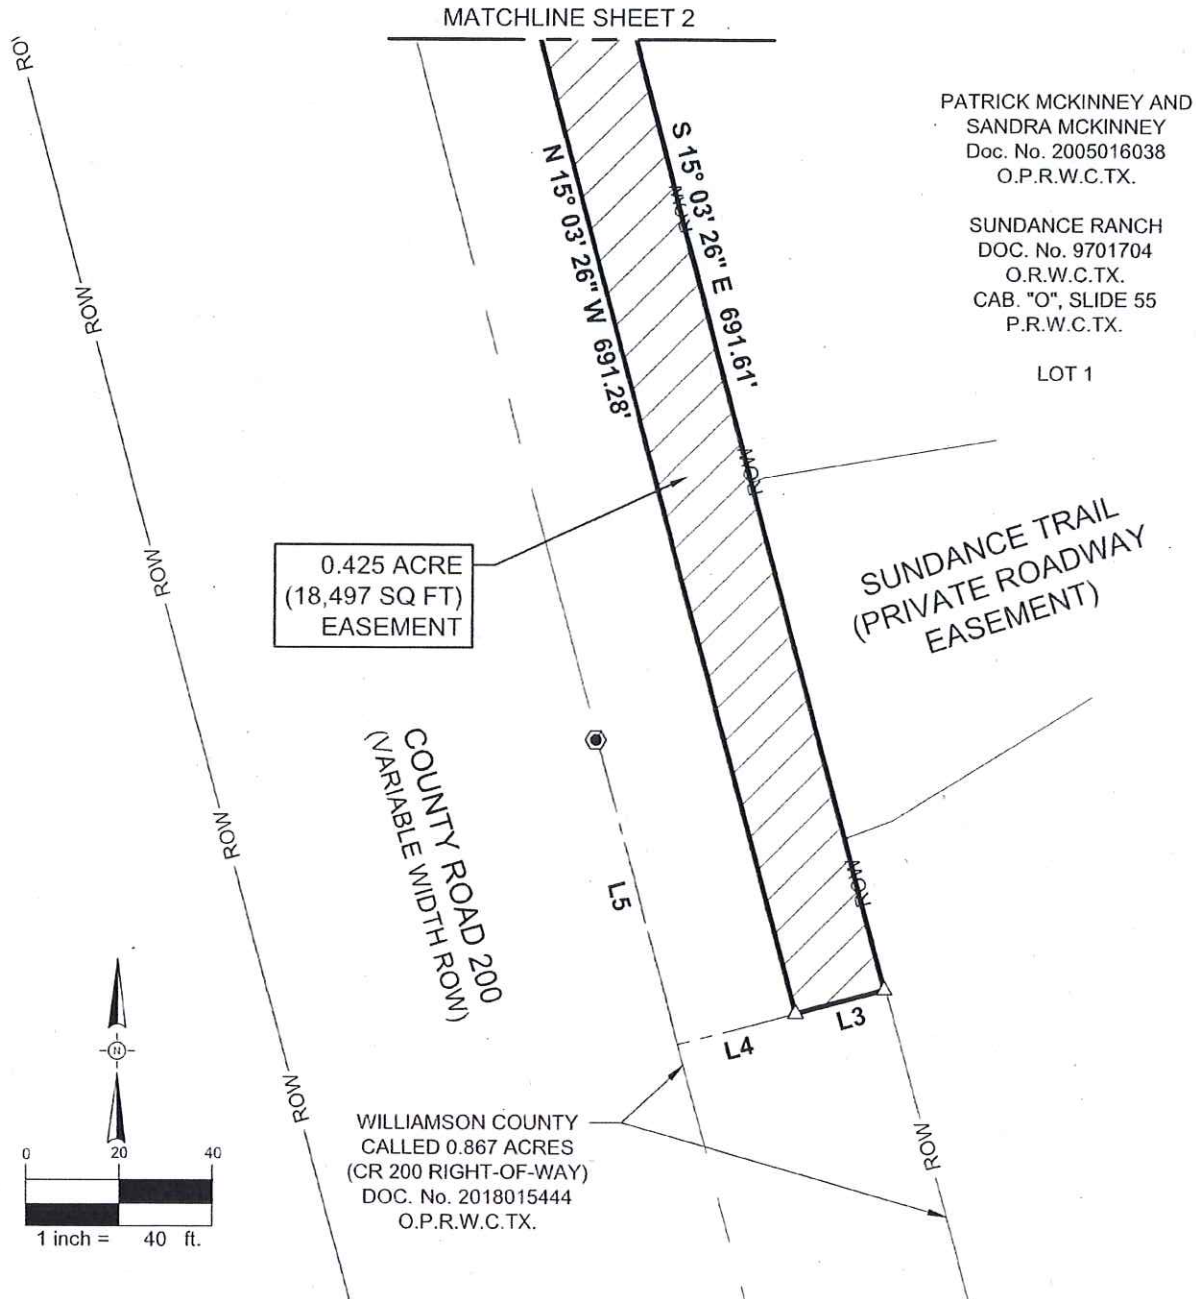 MATCHLINE SHEET 2
PATRICK MCKINNEY AND
SANDRA MCKINNEY
Doc. No. 2005016038
O.P.R.W.C.TX.
SUNDANCE RANCH
DOC. No. 9701704
O.R.W.C.TX.
CAB. "O", SLIDE 55
P.R.W.C.TX.
LOT 1
N 15° 03' 26" W 691.28'
S 15° 03' 26" E 691.61'
ROW
ROW
ROW
ROW
ROW
ROW
ROW
ROW
0.425 ACRE
(18,497 SQ FT)
EASEMENT
SUNDANCE TRAIL
(PRIVATE ROADWAY
EASEMENT)
COUNTY ROAD 200
(VARIABLE WIDTH ROW)
L5
L3
L4
WILLIAMSON COUNTY
CALLED 0.867 ACRES
(CR 200 RIGHT-OF-WAY)
DOC. No. 2018015444
O.P.R.W.C.TX.
N
0 20 40
1 inch = 40 ft.